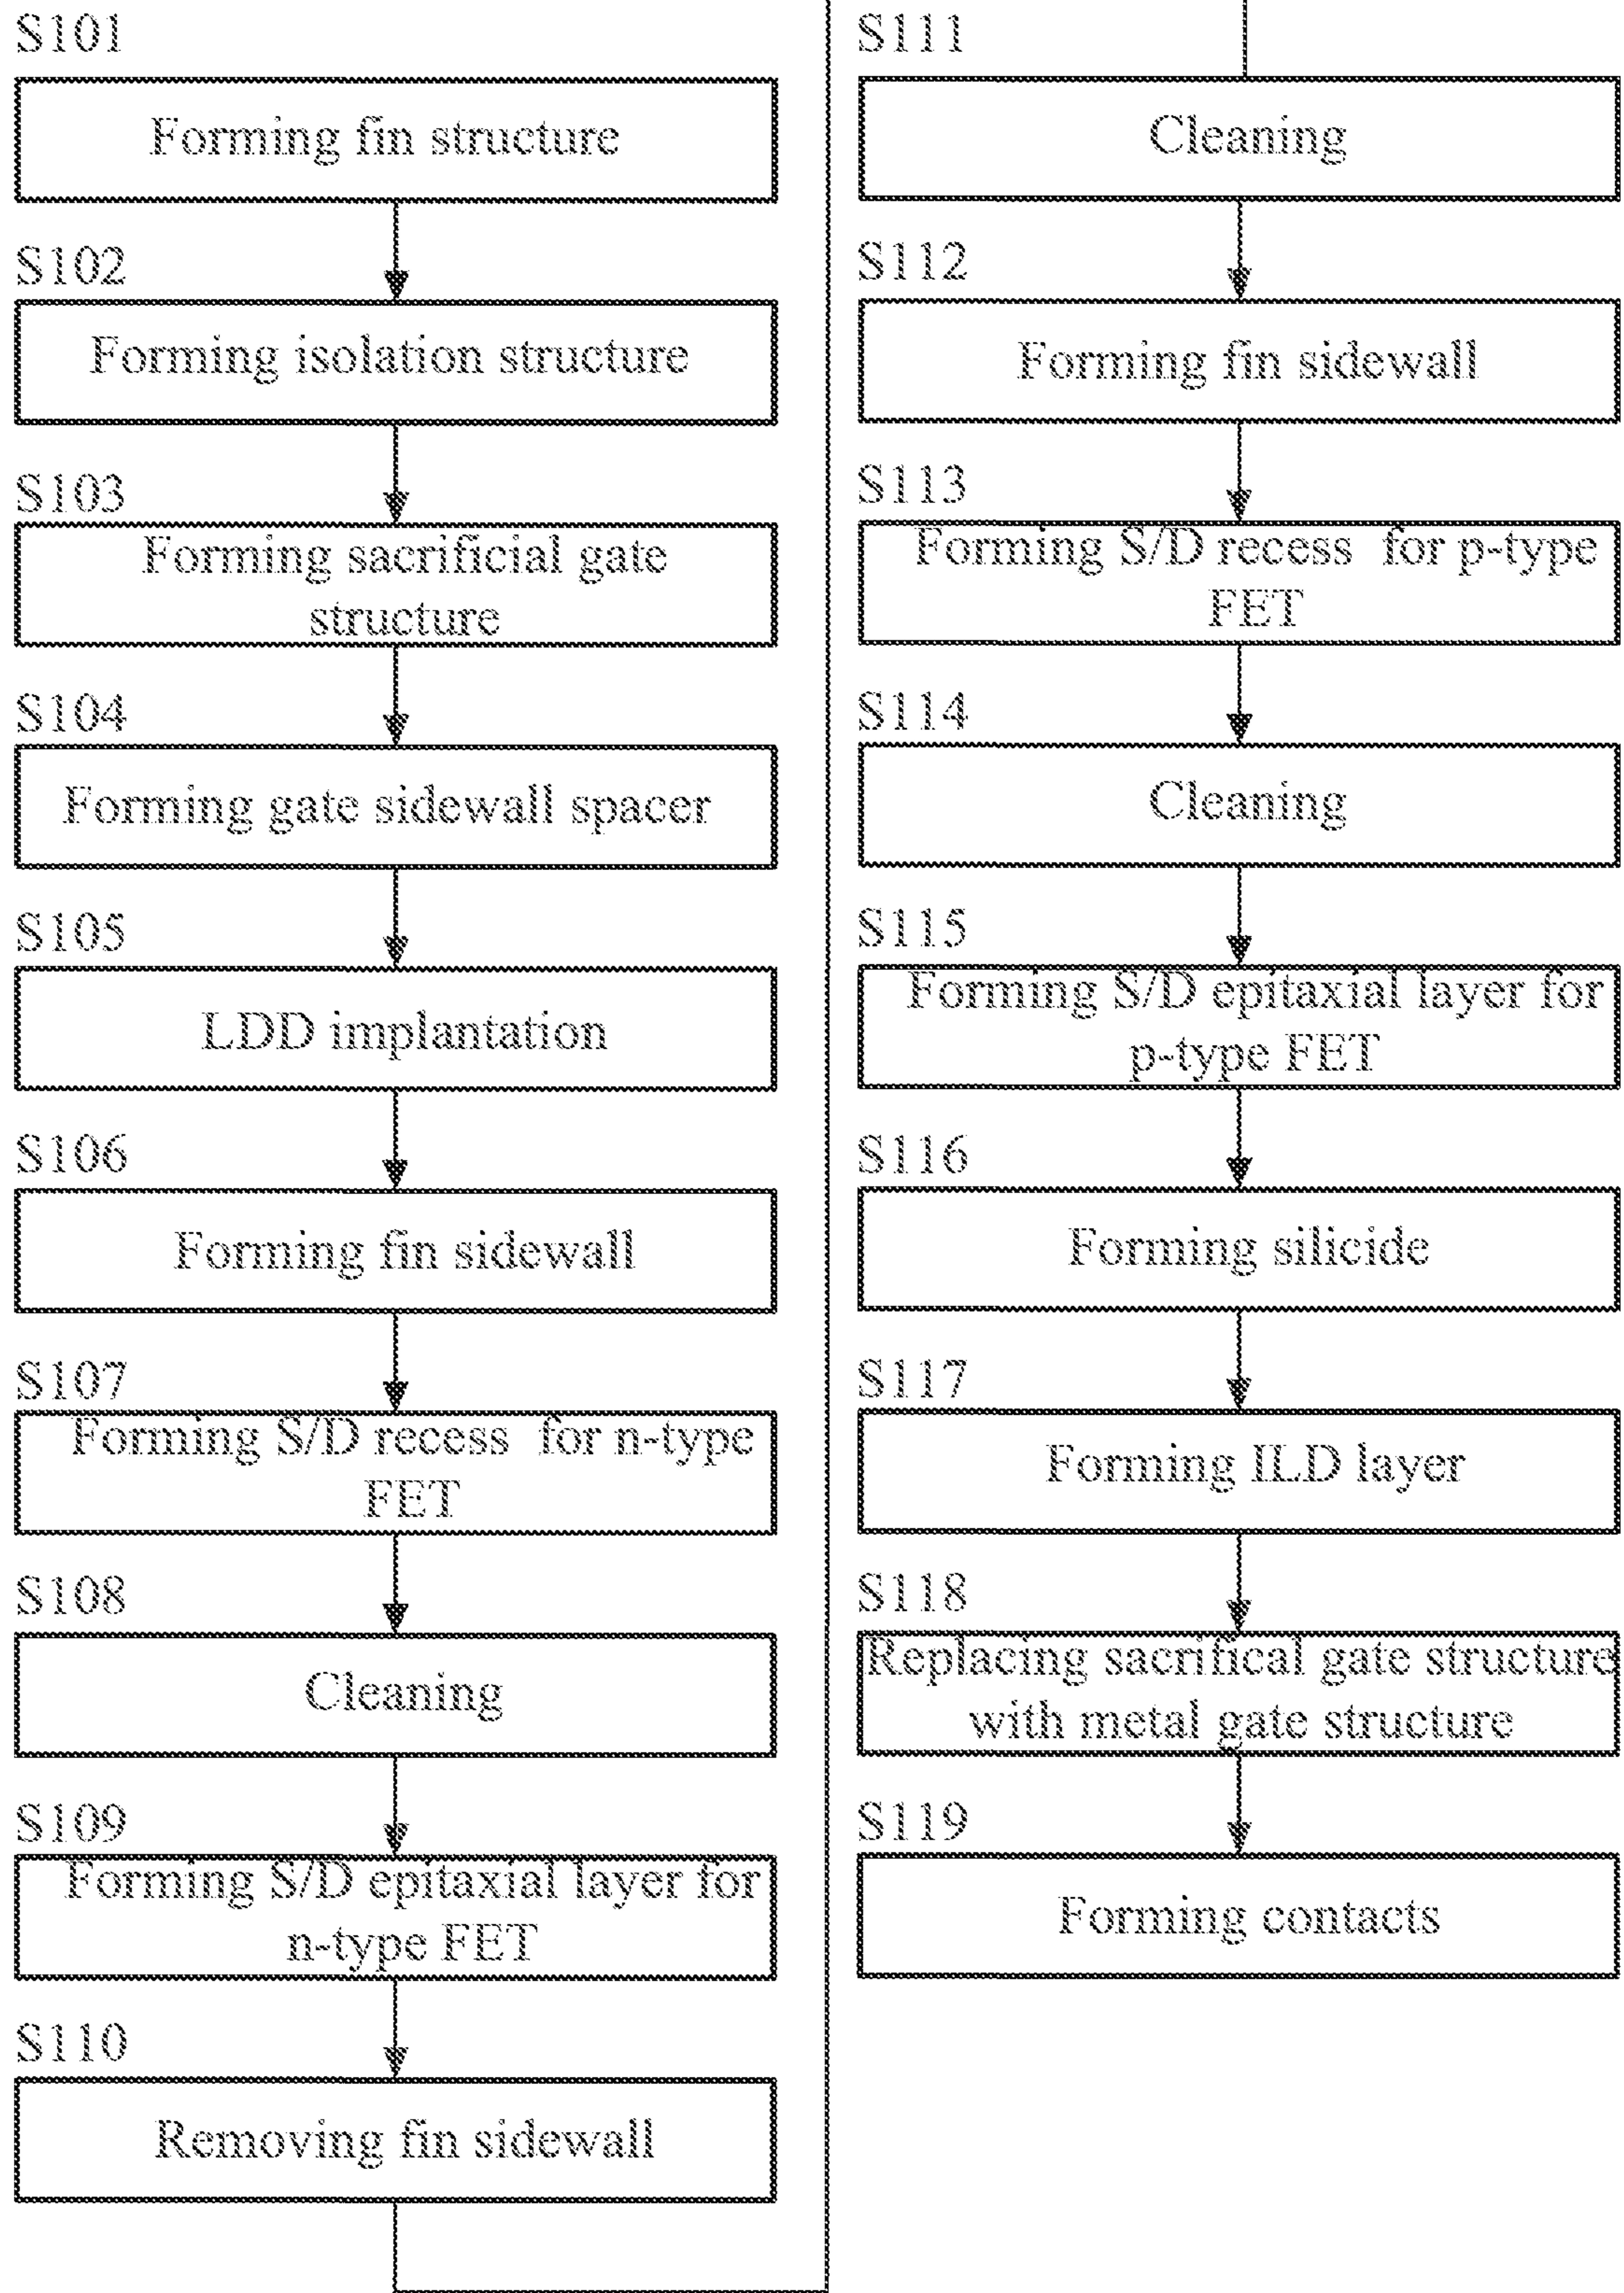 S101
Forming fin structure
S102
Forming isolation structure
S103
Forming sacrificial gate
structure
S104
Forming gate sidewall spacer
S105
LDD implantation
S106
Forming fin sidewall
S107
Forming S/D recess for n-type
FET
S108
Cleaning
S109
Forming S/D epitaxial layer for
n-type FET
S110
Removing fin sidewall
S111
Cleaning
S112
Forming fin sidewall
S113
Forming S/D recess for p-type
FET
S114
Cleaning
S115
Forming S/D epitaxial layer for
p-type FET
S116
Forming silicide
S117
Forming ILD layer
S118
Replacing sacrifical gate structure
with metal gate structure
S119
Forming contacts